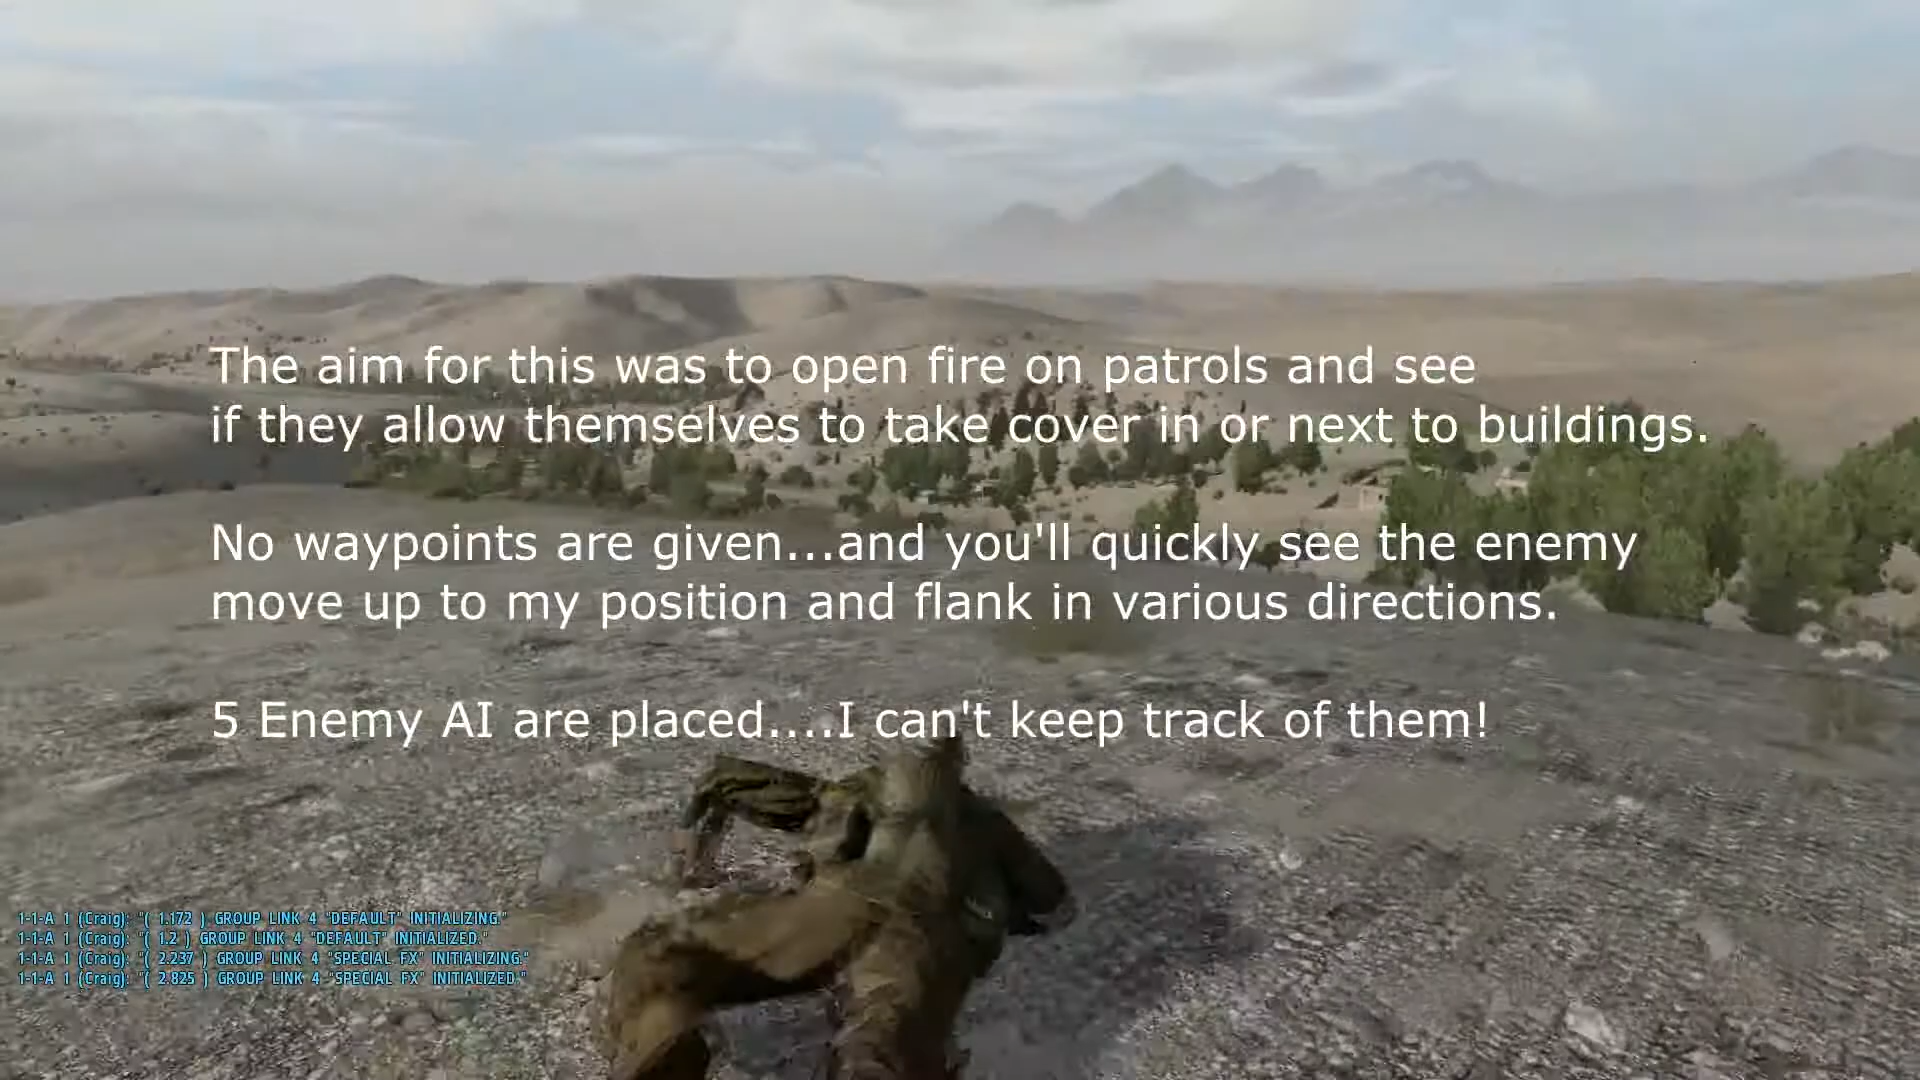 The aim for this was to open fire on patrols and see
if they allow themselves to take cover in or next to buildings.
No waypoints are given...and you'll quickly see the enemy
move up to my position and flank in various directions.
5 Enemy AI are placed....I can't keep track of them!
1-1-A 1 (Craig): "( 1.172 ) GROUP LINK 4 "DEFAULT" INITIALIZING."
1-1-A 1 (Craig): "( 1.2 ) GROUP LINK 4 "DEFAULT" INITIALIZED."
1-1-A 1 (Craig): "( 2.237 ) GROUP LINK 4 "SPECIAL FX" INITIALIZING."
1-1-A 1 (Craig): "( 2.825 ) GROUP LINK 4 "SPECIAL FX" INITIALIZED."